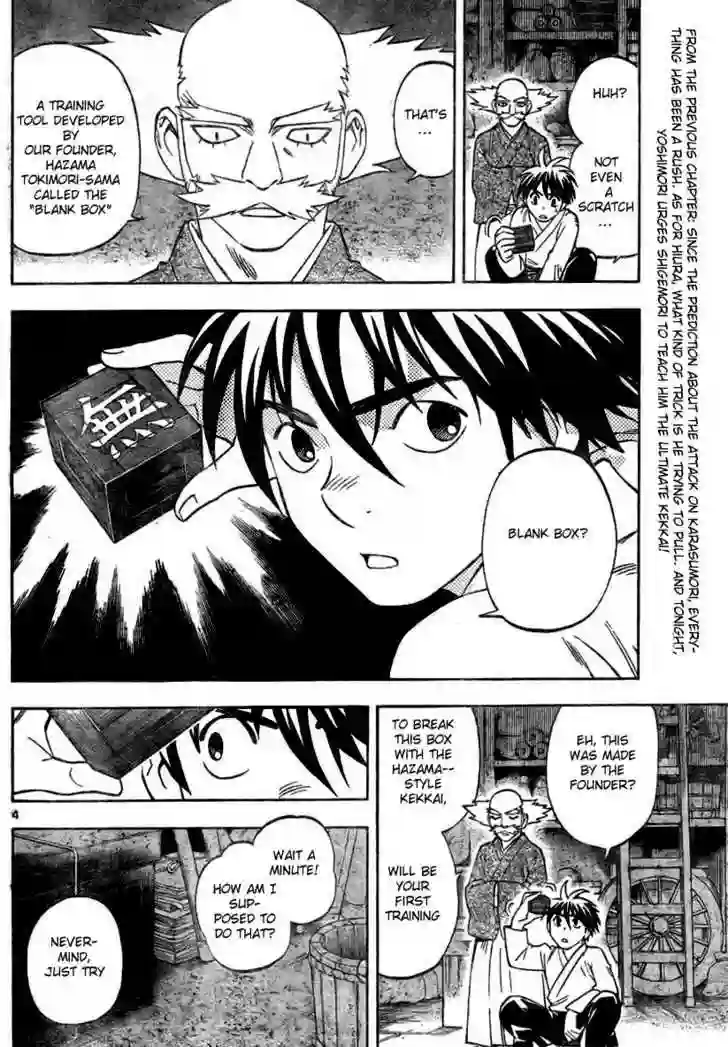 FROM THE PREVIOUS CHAPTER: SINCE THE PREDICTION ABOUT THE ATTACK ON KARASUMORI, EVERY-
THING HAS BEEN A RUSH. AS FOR HIURA, WHAT KIND OF TRICK IS HE TRYING TO PULL. AND TONIGHT,
YOSHIMORI URGES SHIGEMORI TO TEACH HIM THE ULTIMATE KEKKAI!
HUH?
NOT
EVEN
A
SCRATCH
...
THAT'S
...
A TRAINING
TOOL DEVELOPED
BY
OUR FOUNDER,
HAZAMA
TOKIMORI-SAMA
CALLED THE
"BLANK BOX"
無
BLANK BOX?
EH, THIS
WAS MADE
BY THE
FOUNDER?
TO BREAK
THIS BOX
WITH THE
HAZAMA--
STYLE
KEKKAI,
WILL BE
YOUR
FIRST
TRAINING
WAIT A
MINUTE!
HOW AM I
SUP-
POSED TO
DO THAT?
NEVER-
MIND,
JUST TRY
4